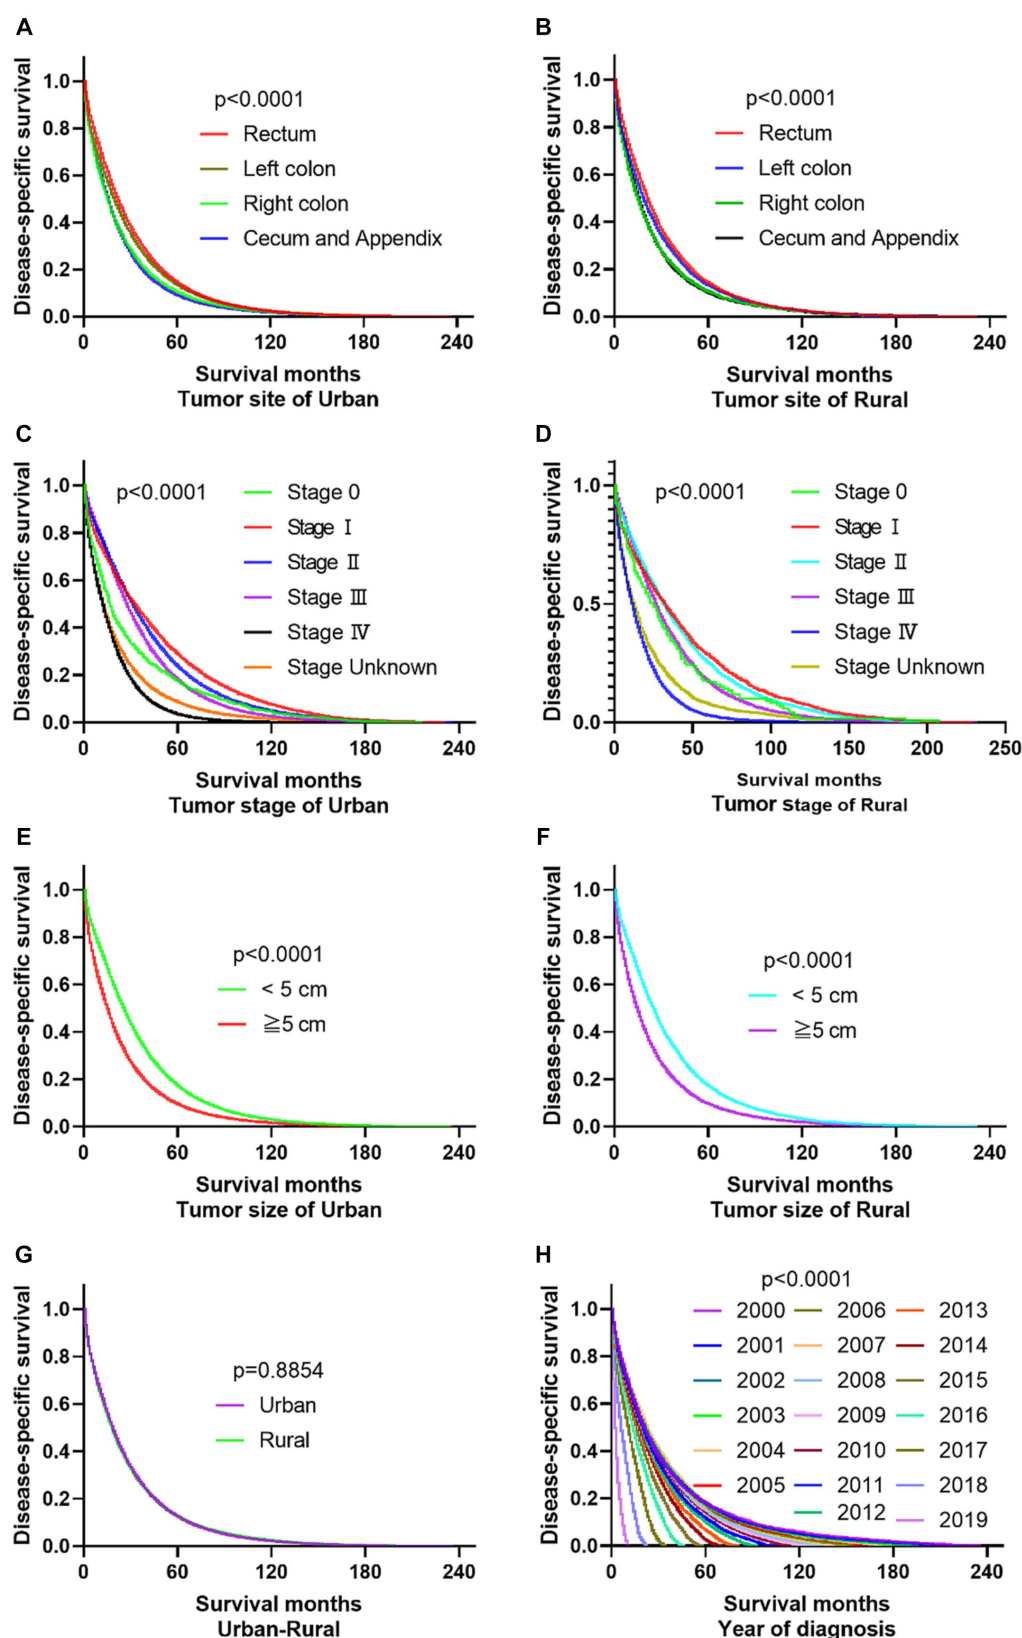 A
Disease-specific survival
1.0
0.8
0.6
0.4
0.2
0.0
p<0.0001
Rectum
Left colon
Right colon
Cecum and Appendix
0 60 120 180 240
Survival months
Tumor site of Urban
B
Disease-specific survival
1.0
0.8
0.6
0.4
0.2
0.0
p<0.0001
Rectum
Left colon
Right colon
Cecum and Appendix
0 60 120 180 240
Survival months
Tumor site of Rural
C
Disease-specific survival
1.0
0.8
0.6
0.4
0.2
0.0
p<0.0001
Stage 0
Stage Ⅰ
Stage Ⅱ
Stage Ⅲ
Stage Ⅳ
Stage Unknown
0 60 120 180 240
Survival months
Tumor stage of Urban
D
Disease-specific survival
1.0
0.5
0.0
p<0.0001
Stage 0
Stage Ⅰ
Stage Ⅱ
Stage Ⅲ
Stage Ⅳ
Stage Unknown
0 50 100 150 200 250
Survival months
Tumor stage of Rural
E
Disease-specific survival
1.0
0.8
0.6
0.4
0.2
0.0
p<0.0001
< 5 cm
≧5 cm
0 60 120 180 240
Survival months
Tumor size of Urban
F
Disease-specific survival
1.0
0.8
0.6
0.4
0.2
0.0
p<0.0001
< 5 cm
≧5 cm
0 60 120 180 240
Survival months
Tumor size of Rural
G
Disease-specific survival
1.0
0.8
0.6
0.4
0.2
0.0
p=0.8854
Urban
Rural
0 60 120 180 240
Survival months
Urban-Rural
H
Disease-specific survival
1.0
0.8
0.6
0.4
0.2
0.0
p<0.0001
2000 2006 2013
2001 2007 2014
2002 2008 2015
2003 2009 2016
2004 2010 2017
2005 2011 2018
2012 2019
0 60 120 180 240
Survival months
Year of diagnosis